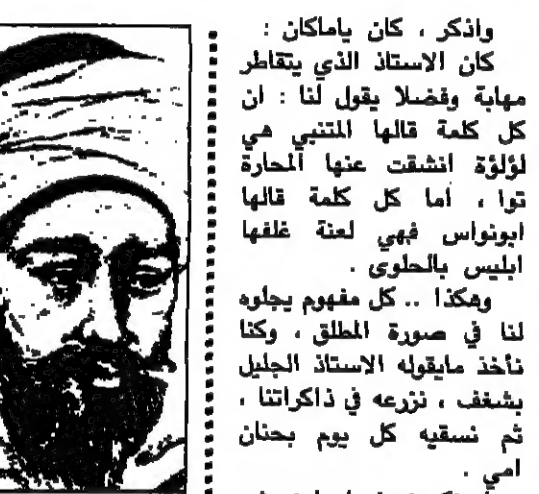 واذكر ، كان ياماكان :
كان الاستاذ الذي يتقاطر
مهابة وفضلا يقول لنا : ان
كل كلمة قالها المتنبي هي
لؤلؤة انشقت عنها المحارة
توا ، أما كل كلمة قالها
ابونواس فهي لعنة غلفها
ابليس بالحلوى .
وهكذا .. كل مفهوم يجلوه
لنا في صورة المطلق ، وكنا
نأخذ مايقوله الاستاذ الجليل
بشغف ، نزرعه في ذاكراتنا ،
ثم نسقيه كل يوم بحنان
امي .